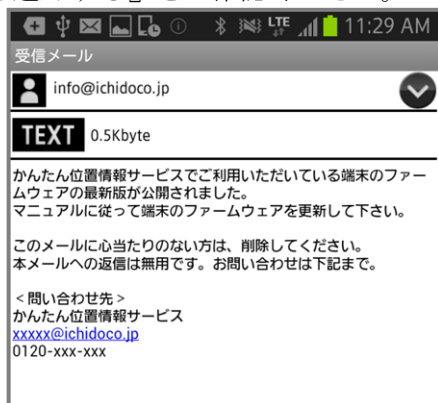 LTE 11:29 AM
受信メール
info@ichidoco.jp
TEXT 0.5Kbyte
かんたん位置情報サービスでご利用いただいている端末のファー
ムウェアの最新版が公開されました。
マニュアルに従って端末のファームウェアを更新して下さい。
このメールに心当たりのない方は、削除してください。
本メールへの返信は無用です。お問い合わせは下記まで。
＜問い合わせ先＞
かんたん位置情報サービス
xxxxx@ichidoco.jp
0120-xxx-xxx